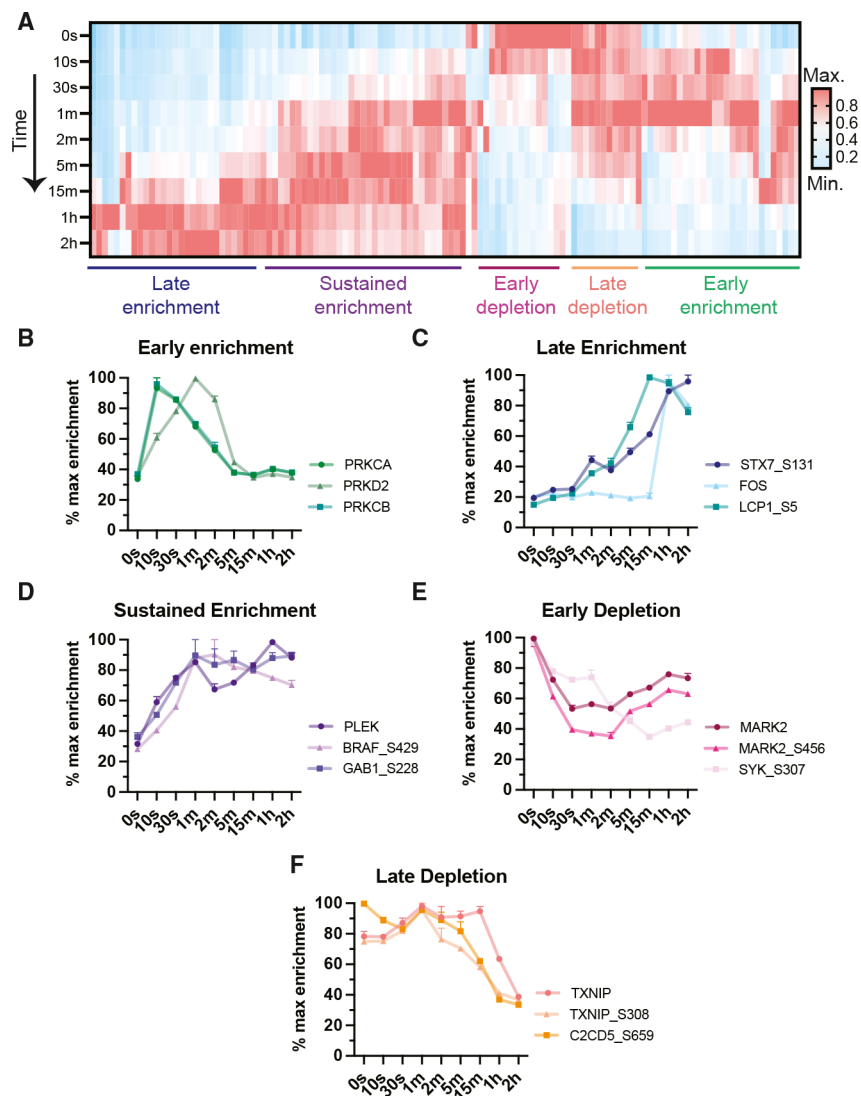 A
0s
10s
30s
1m
2m
5m
15m
1h
2h
Time
Max.
0.8
0.6
0.4
0.2
Min.
Late
enrichment
Sustained
enrichment
Early
depletion
Late
depletion
Early
enrichment
B
Early enrichment
% max enrichment
100
80
60
40
20
0
0s
10s
30s
1m
2m
5m
15m
1h
2h
PRKCA
PRKD2
PRKCB
C
Late Enrichment
% max enrichment
100
80
60
40
20
0
0s
10s
30s
1m
2m
5m
15m
1h
2h
STX7_S131
FOS
LCP1_S5
D
Sustained Enrichment
% max enrichment
100
80
60
40
20
0
0s
10s
30s
1m
2m
5m
15m
1h
2h
PLEK
BRAF_S429
GAB1_S228
E
Early Depletion
% max enrichment
100
80
60
40
20
0
0s
10s
30s
1m
2m
5m
15m
1h
2h
MARK2
MARK2_S456
SYK_S307
F
Late Depletion
% max enrichment
100
80
60
40
20
0
0s
10s
30s
1m
2m
5m
15m
1h
2h
TXNIP
TXNIP_S308
C2CD5_S659